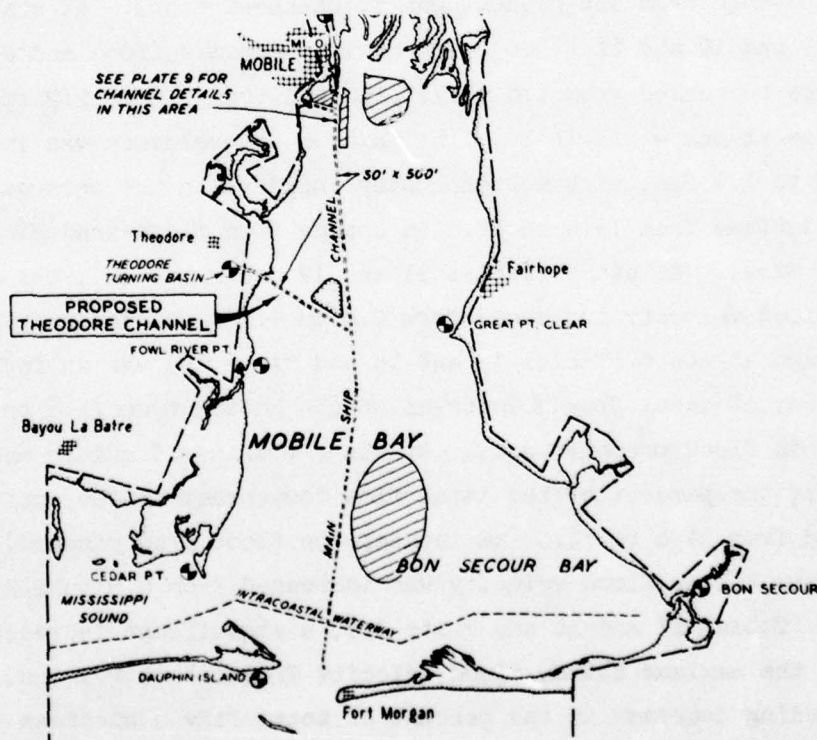 MOBILE
SEE PLATE 9 FOR
CHANNEL DETAILS
IN THIS AREA
50' X 500'
CHANNEL
Theodore
THEODORE
TURNING BASIN
Fairhope
PROPOSED
THEODORE CHANNEL
GREAT PT. CLEAR
FOWL RIVER PT.
Bayou La Batre
MOBILE BAY
SHIP
MAIN
BON SECOUR BAY
CEDAR PT.
BON SECOUR
MISSISSIPPI
SOUND
INTRACOASTAL WATERWAY
DAUPHIN ISLAND
Fort Morgan